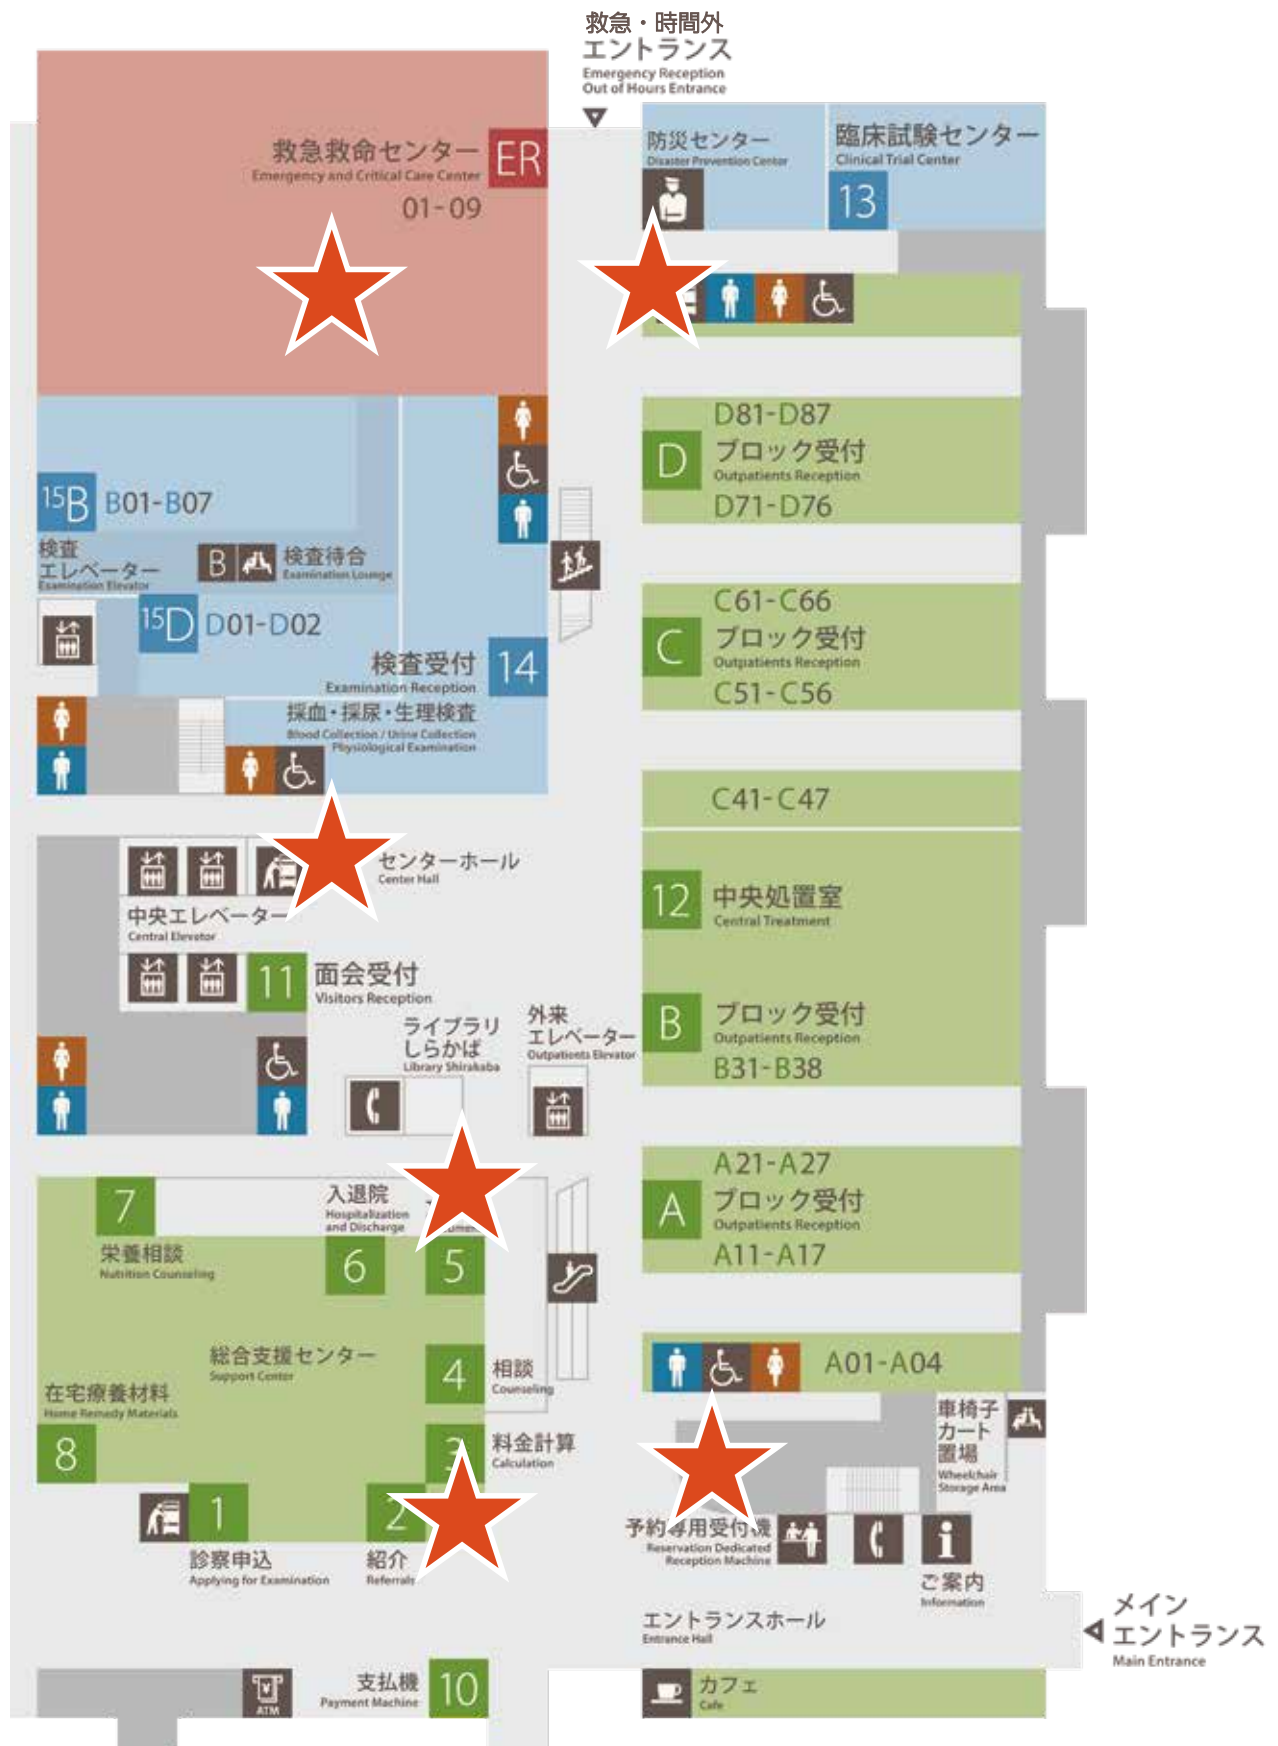 救急・時間外
エントランス
Emergency Reception
Out of Hours Entrance
救急救命センター
Emergency and Critical Care Center
ER
01-09
防災センター
Disaster Prevention Center
臨床試験センター
Clinical Trial Center
13
D81-D87
D
ブロック受付
Outpatients Reception
D71-D76
15B
B01-B07
検査
エレベーター
Examination Elevator
B
検査待合
Examination Lounge
15D
D01-D02
検査受付
Examination Reception
14
採血・採尿・生理検査
Blood Collection / Urine Collection
Physiological Examination
C61-C66
C
ブロック受付
Outpatients Reception
C51-C56
C41-C47
センターホール
Center Hall
中央エレベーター
Central Elevator
11
面会受付
Visitors Reception
12
中央処置室
Central Treatment
ライブラリ
しらかば
Library Shirakaba
外来
エレベーター
Outpatients Elevator
B
ブロック受付
Outpatients Reception
B31-B38
A21-A27
A
ブロック受付
Outpatients Reception
A11-A17
7
栄養相談
Nutrition Counseling
入退院
Hospitalization
and Discharge
6
5
総合支援センター
Support Center
4
相談
Counseling
在宅療養材料
Home Remedy Materials
8
3
料金計算
Calculation
1
診察申込
Applying for Examination
2
紹介
Referrals
A01-A04
車椅子
カート
置場
Wheelchair
Storage Area
予約専用受付機
Reservation Dedicated
Reception Machine
ご案内
Information
エントランスホール
Entrance Hall
メイン
エントランス
Main Entrance
ATM
支払機
Payment Machine
10
カフェ
Cafe